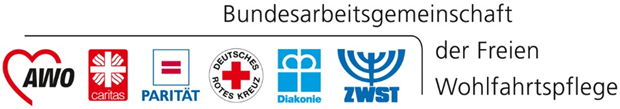 Bundesarbeitsgemeinschaft
der Freien
Wohlfahrtspflege
AWO
caritas
PARITÄT
DEUTSCHES
ROTES KREUZ
Diakonie
ZWST